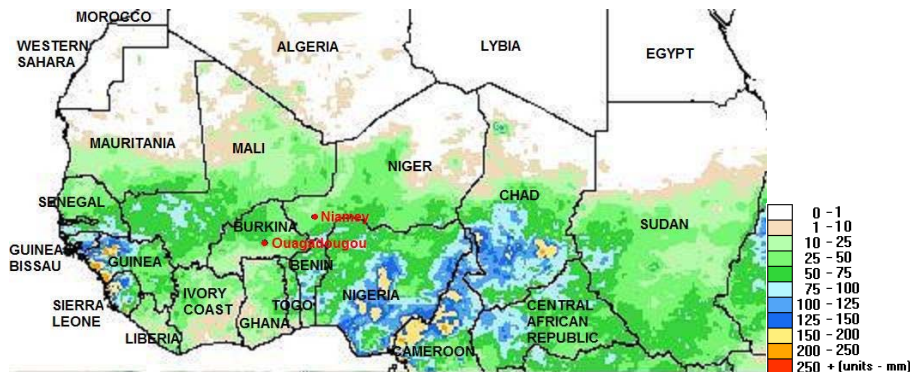 MOROCCO
WESTERN
SAHARA
ALGERIA
LYBIA
EGYPT
MAURITANIA
MALI
NIGER
CHAD
SUDAN
SENEGAL
Niamey
BURKINA
Ouagadougou
GUINEA
BISSAU
GUINEA
BENIN
NIGERIA
IVORY
COAST
TOGO
GHANA
SIERRA
LEONE
LIBERIA
CENTRAL
AFRICAN
REPUBLIC
CAMEROON
0 - 1
1 - 10
10 - 25
25 - 50
50 - 75
75 - 100
100 - 125
125 - 150
150 - 200
200 - 250
250 + (units - mm)